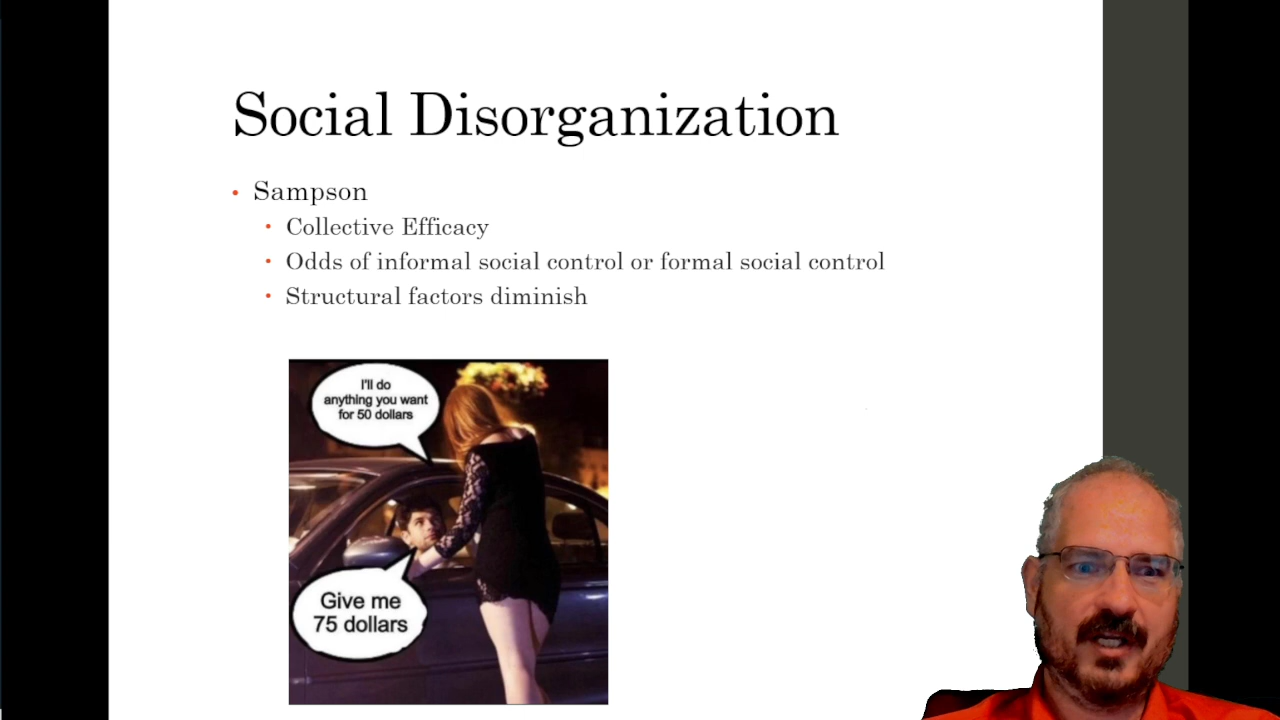 Social Disorganization
• Sampson
• Collective Efficacy
• Odds of informal social control or formal social control
• Structural factors diminish
I'll do
anything you want
for 50 dollars
Give me
75 dollars